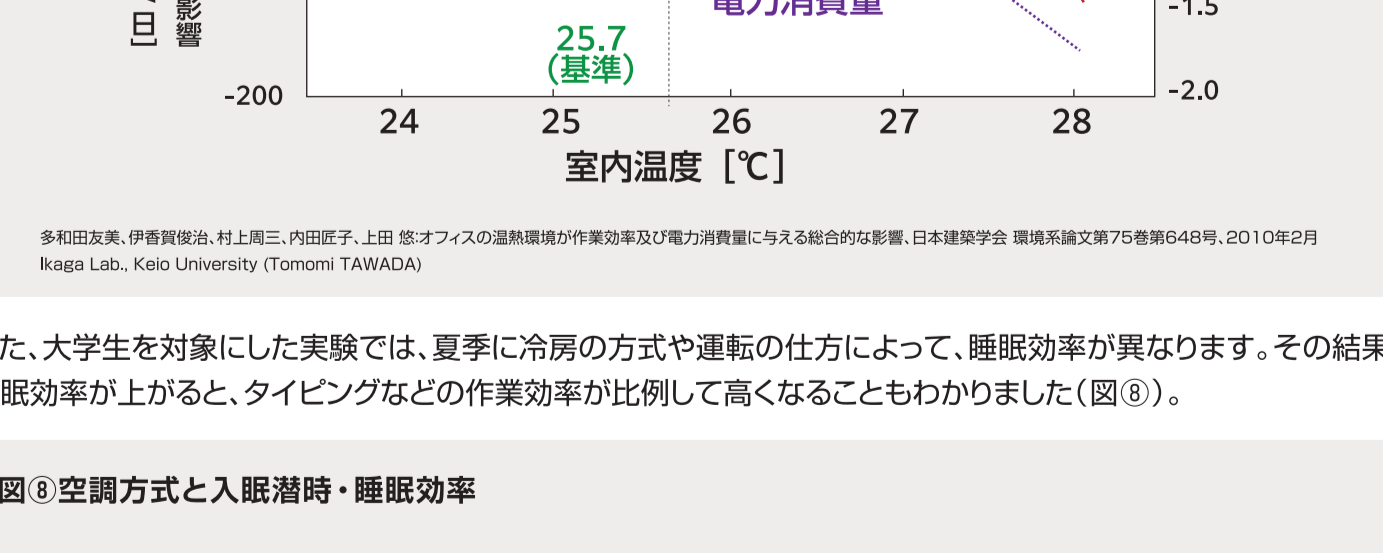 影響
日]
電力消費量
-1.5
25.7
(基準)
-200
-2.0
24 25 26 27 28
室内温度 [℃]
多和田友美、伊香賀俊治、村上周三、内田匠子、上田 悠:オフィスの温熱環境が作業効率及び電力消費量に与える総合的な影響、日本建築学会 環境系論文第75巻第648号、2010年2月
Ikaga Lab., Keio University (Tomomi TAWADA)
た、大学生を対象にした実験では、夏季に冷房の方式や運転の仕方によって、睡眠効率が異なります。その結果
眠効率が上がると、タイピングなどの作業効率が比例して高くなることもわかりました(図⑧)。
図⑧空調方式と入眠潜時・睡眠効率